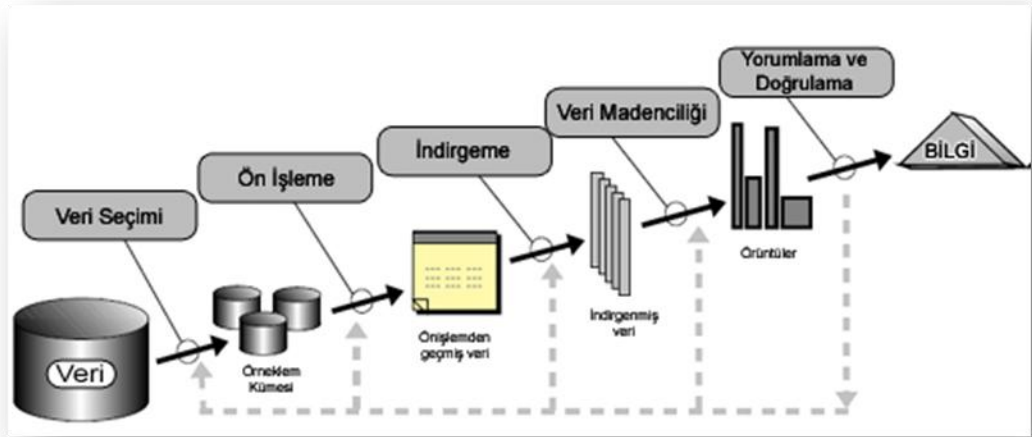 Yorumlama ve
Doğrulama
Veri Madenciliği
İndirgeme
BİLGİ
Ön İşleme
Veri Seçimi
Örüntüler
İndirgenmiş
veri
Önişlemden
geçmiş veri
Örneklem
Kümesi
Veri